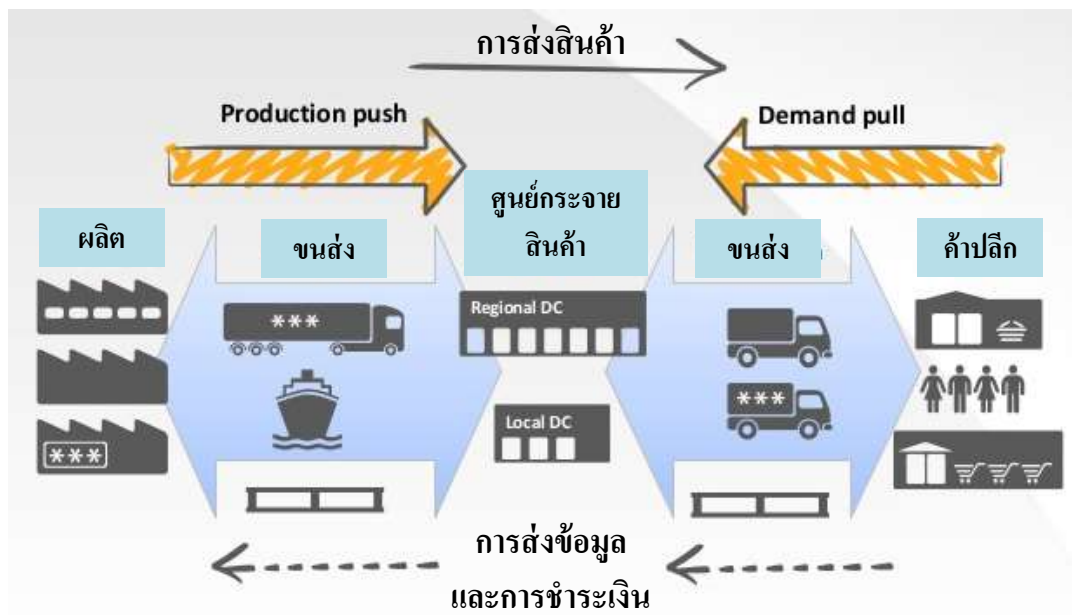 การส่งสินค้า
Production push
Demand pull
ผลิต
ขนส่ง
ศูนย์กระจาย
สินค้า
ขนส่ง
ค้าปลีก
***
Regional DC
***
Local DC
***
การส่งข้อมูล
และการชำระเงิน